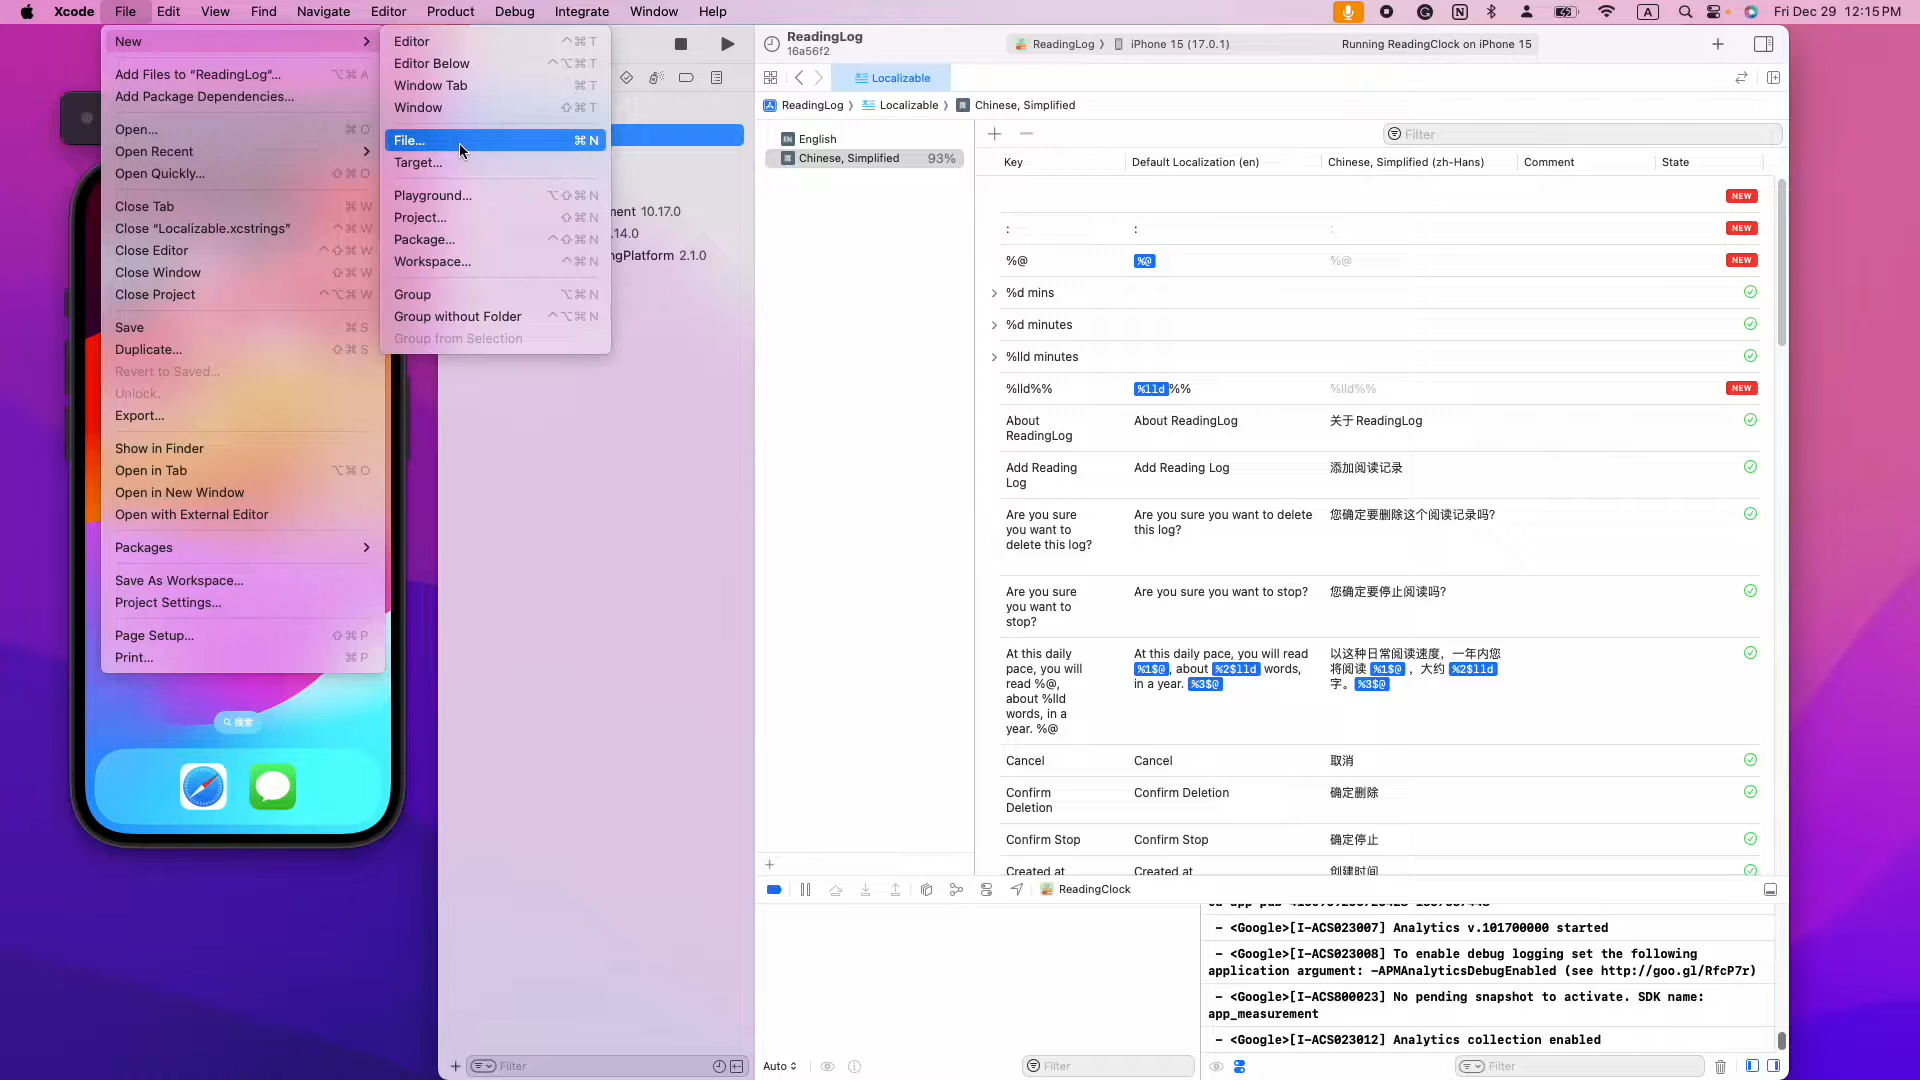 Xcode File Edit View Find Navigate Editor Product Debug Integrate Window Help
A Fri Dec 29 12:15 PM
New
Add Files to “ReadingLog”... ⌥⌘A
Add Package Dependencies...
Open... ⌘O
Open Recent
Open Quickly... ⇧⌘O
Close Tab ⌘W
Close “Localizable.xcstrings” ⌃⌘W
Close Editor ⌃⇧⌘W
Close Window ⇧⌘W
Close Project ⌃⌥⌘W
Save ⌘S
Duplicate... ⇧⌘S
Revert to Saved...
Unlock.
Export...
Show in Finder
Open in Tab ⌥⌘O
Open in New Window
Open with External Editor
Packages
Save As Workspace...
Project Settings...
Page Setup... ⇧⌘P
Print... ⌘P
Editor ⌃⌘T
Editor Below ⌃⌥⌘T
Window Tab ⌘T
Window ⇧⌘T
File... ⌘N
Target...
Playground... ⌥⇧⌘N
Project... ⇧⌘N
Package... ⌃⇧⌘N
Workspace... ⌃⌘N
Group ⌥⌘N
Group without Folder ⌃⌥⌘N
Group from Selection
ment 10.17.0
.14.0
ngPlatform 2.1.0
搜索
Filter
ReadingLog
16a56f2
ReadingLog iPhone 15 (17.0.1)
Running ReadingClock on iPhone 15
Localizable
ReadingLog Localizable Chinese, Simplified
EN English
Chinese, Simplified 93%
Filter
Key Default Localization (en) Chinese, Simplified (zh-Hans) Comment State
NEW
: : : NEW
%@ %@ %@ NEW
%d mins
%d minutes
%lld minutes
%lld%% %lld%% %lld%% NEW
About ReadingLog About ReadingLog 关于 ReadingLog
Add Reading Log Add Reading Log 添加阅读记录
Are you sure you want to delete this log? Are you sure you want to delete this log? 您确定要删除这个阅读记录吗?
Are you sure you want to stop? Are you sure you want to stop? 您确定要停止阅读吗?
At this daily pace, you will read %@, about %lld words, in a year. %@ At this daily pace, you will read %1$@, about %2$lld words, in a year. %3$@ 以这种日常阅读速度，一年内您将阅读 %1$@ ，大约 %2$lld 字。%3$@
Cancel Cancel 取消
Confirm Deletion Confirm Deletion 确定删除
Confirm Stop Confirm Stop 确定停止
Created at Created at 创建时间
ReadingClock
- <Google>[I-ACS023007] Analytics v.101700000 started
- <Google>[I-ACS023008] To enable debug logging set the following
application argument: -APMAnalyticsDebugEnabled (see http://goo.gl/RfcP7r)
- <Google>[I-ACS800023] No pending snapshot to activate. SDK name:
app_measurement
- <Google>[I-ACS023012] Analytics collection enabled
Auto Filter Filter